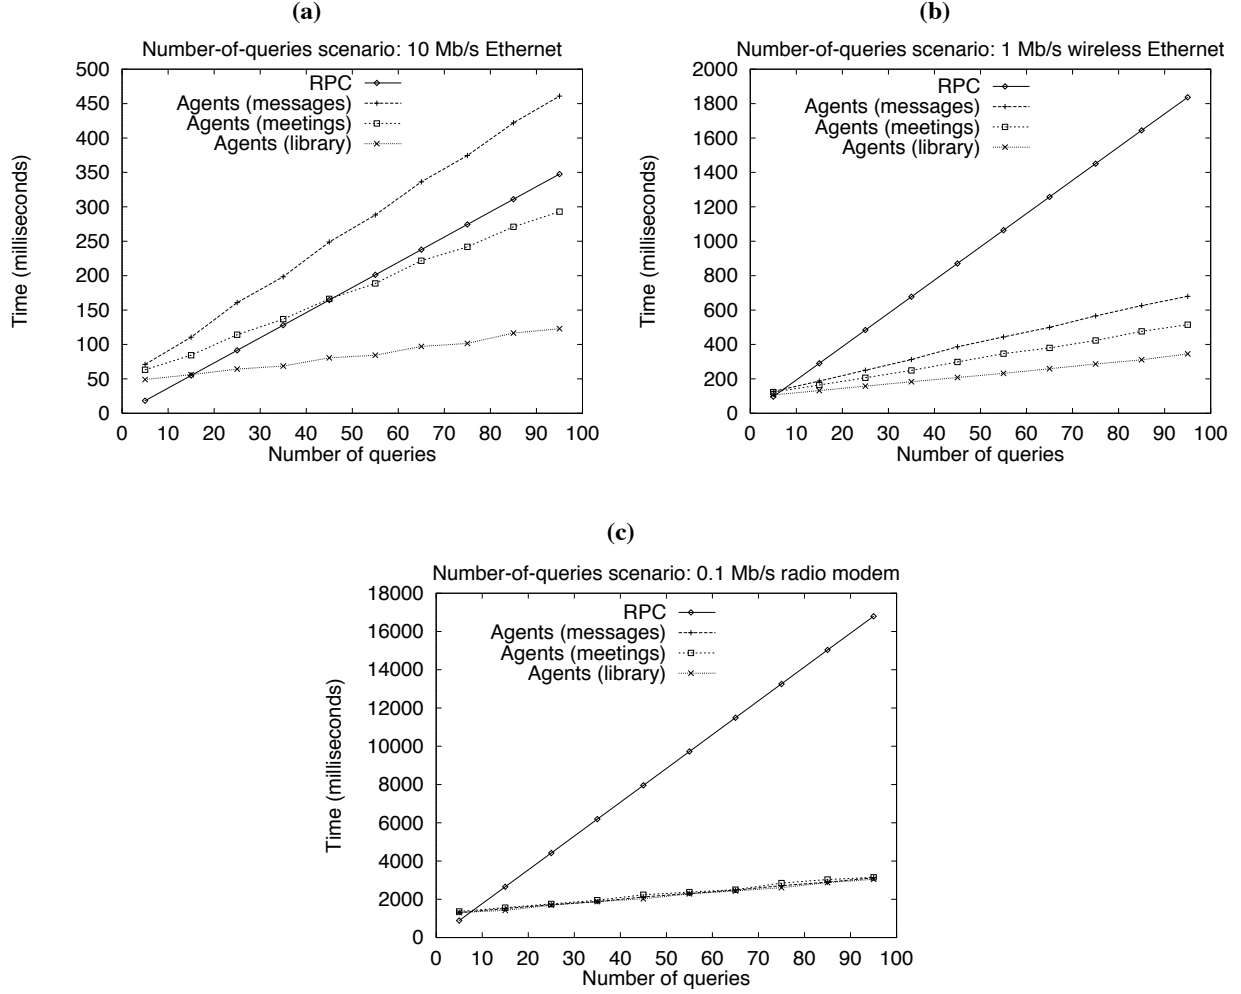 (a)
Number-of-queries scenario: 10 Mb/s Ethernet
500
450
400
350
300
250
200
150
100
50
0
Time (milliseconds)
RPC
Agents (messages)
Agents (meetings)
Agents (library)
0 10 20 30 40 50 60 70 80 90 100
Number of queries
(b)
Number-of-queries scenario: 1 Mb/s wireless Ethernet
2000
1800
1600
1400
1200
1000
800
600
400
200
0
Time (milliseconds)
RPC
Agents (messages)
Agents (meetings)
Agents (library)
0 10 20 30 40 50 60 70 80 90 100
Number of queries
(c)
Number-of-queries scenario: 0.1 Mb/s radio modem
18000
16000
14000
12000
10000
8000
6000
4000
2000
0
Time (milliseconds)
RPC
Agents (messages)
Agents (meetings)
Agents (library)
0 10 20 30 40 50 60 70 80 90 100
Number of queries